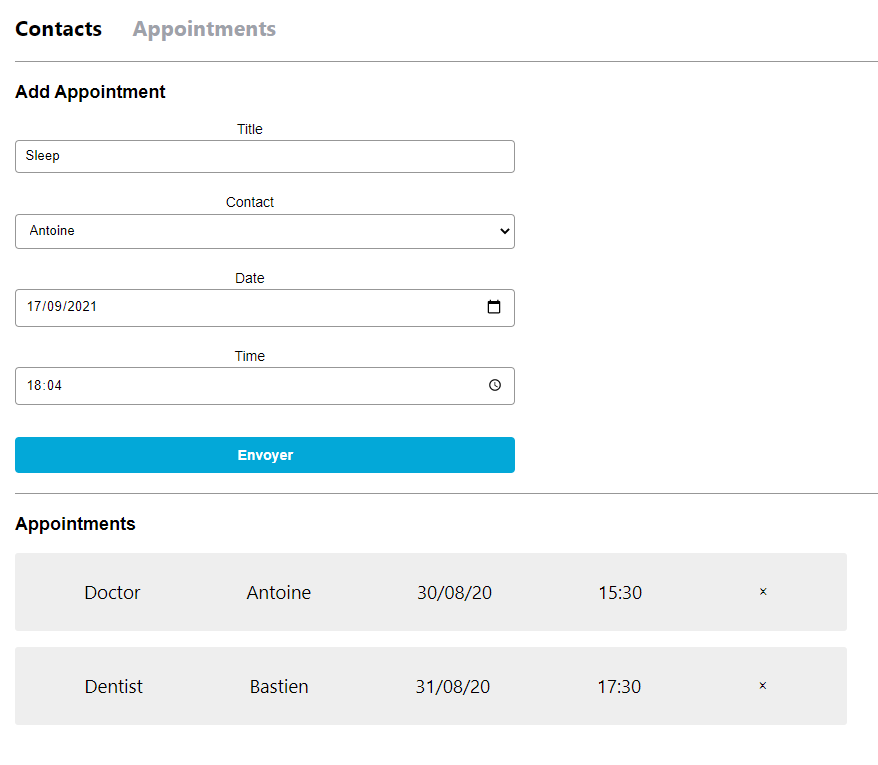 Contacts Appointments
Add Appointment
Title
Sleep
Contact
Antoine
Date
17/09/2021
Time
18:04
Envoyer
Appointments
Doctor Antoine 30/08/20 15:30 ×
Dentist Bastien 31/08/20 17:30 ×